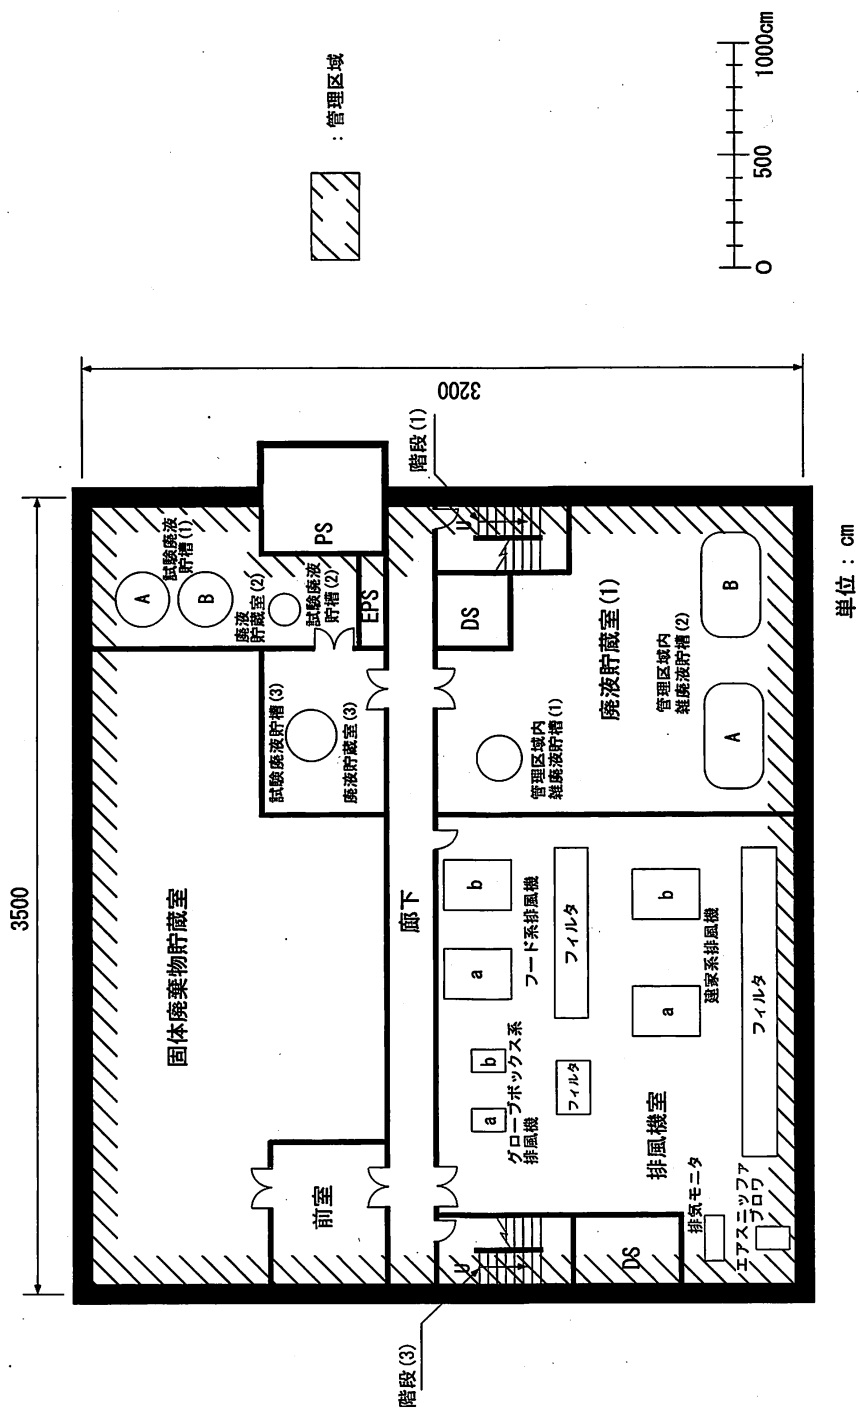 ：管理区域
0
500
1000cm
3500
3200
固体廃棄物貯蔵室
前室
試験廃液
貯槽(1)
A
B
廃液
貯蔵室(2)
試験廃液
貯槽(2)
PS
EPS
試験廃液貯槽(3)
廃液貯蔵室(3)
廊下
階段(1)
U
DS
廃液貯蔵室(1)
管理区域内
雑廃液貯槽(1)
管理区域内
雑廃液貯槽(2)
A
B
a
b
グローブボックス系
排風機
a
b
フード系排風機
フィルタ
フィルタ
a
b
建家系排風機
フィルタ
排風機室
排気モニタ
エアスニッファ
ブロワ
DS
U
階段(3)
単位：cm